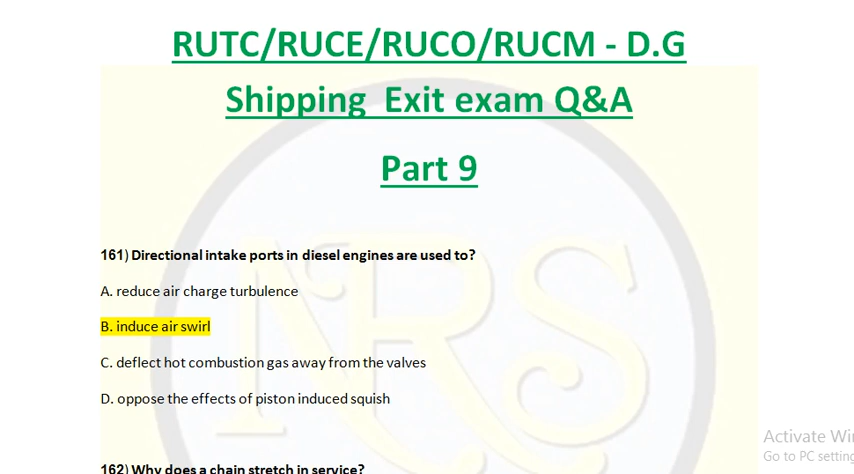 RUTC/RUCE/RUCO/RUCM - D.G
Shipping Exit exam Q&A
Part 9
161) Directional intake ports in diesel engines are used to?
A. reduce air charge turbulence
B. induce air swirl
C. deflect hot combustion gas away from the valves
D. oppose the effects of piston induced squish
NRS
Activate
Go to PC
162) Why does a chain stretch in service?